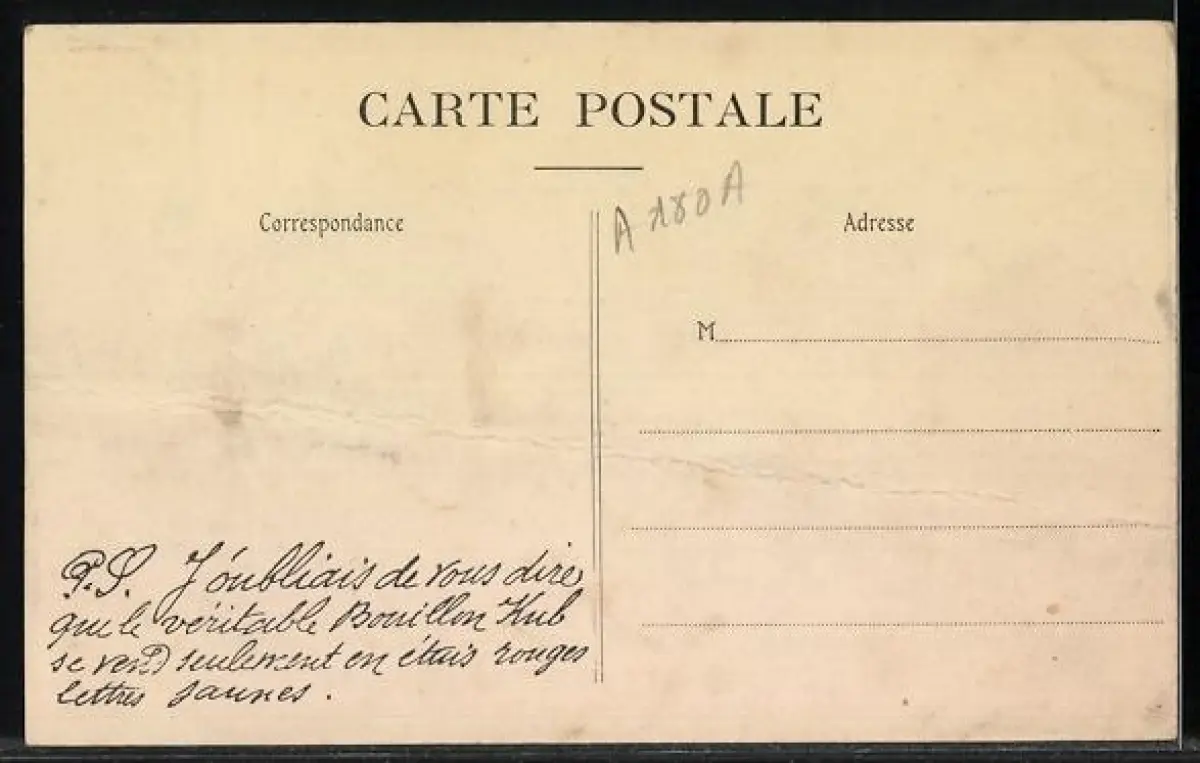 CARTE POSTALE
A 180 A
Correspondance
Adresse
M
P.S. J'oubliais de vous dire
que le véritable Bouillon Kub
se vend seulement en étuis rouges
lettres jaunes.